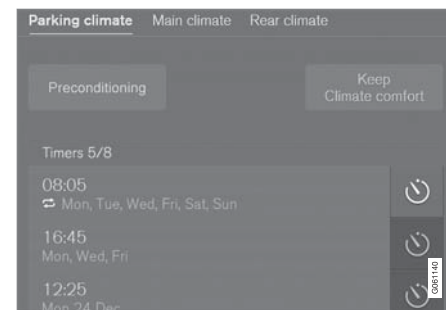 Parking climate Main climate Rear climate
Preconditioning
Keep
Climate comfort
Timers 5/8
08:05
Mon, Tue, Wed, Fri, Sat, Sun
16:45
Mon, Wed, Fri
12:25
Mon 24 Dec
G061140